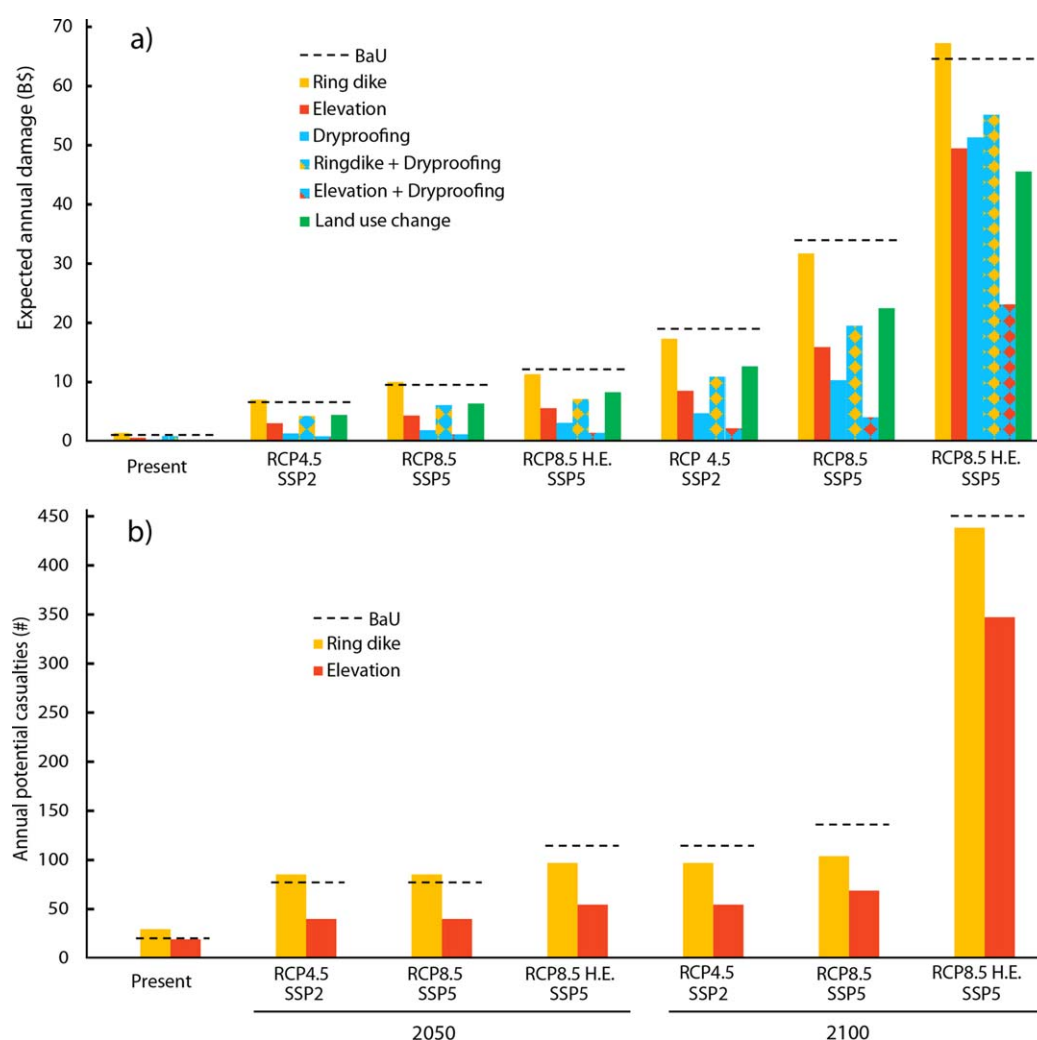 a)
Expected annual damage (B$)
70
60
50
40
30
20
10
0
BaU
Ring dike
Elevation
Dryproofing
Ringdike + Dryproofing
Elevation + Dryproofing
Land use change
Present
RCP4.5
SSP2
RCP8.5
SSP5
RCP8.5 H.E.
SSP5
RCP 4.5
SSP2
RCP8.5
SSP5
RCP8.5 H.E.
SSP5
b)
Annual potential casualties (#)
450
400
350
300
250
200
150
100
50
0
BaU
Ring dike
Elevation
Present
RCP4.5
SSP2
RCP8.5
SSP5
RCP8.5 H.E.
SSP5
RCP4.5
SSP2
RCP8.5
SSP5
RCP8.5 H.E.
SSP5
2050
2100